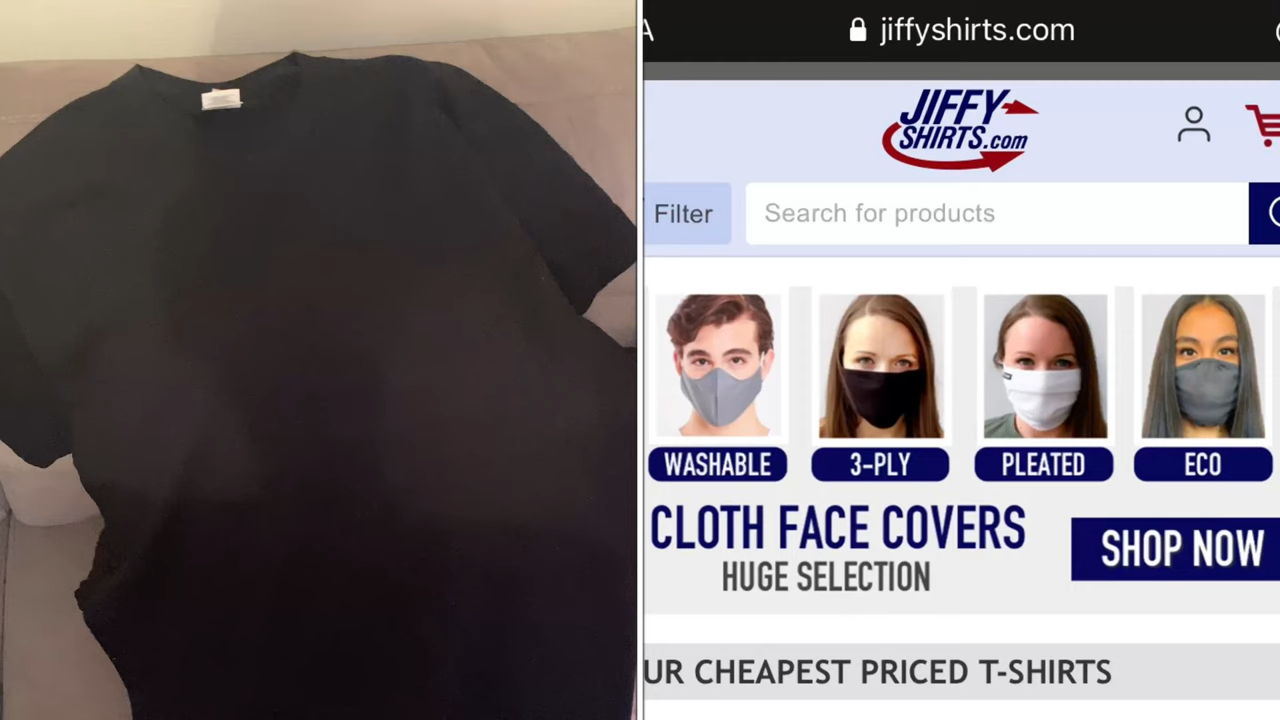 A
jiffyshirts.com
JIFFY
SHIRTS.com
Filter
Search for products
WASHABLE
3-PLY
PLEATED
ECO
CLOTH FACE COVERS
HUGE SELECTION
SHOP NOW
UR CHEAPEST PRICED T-SHIRTS